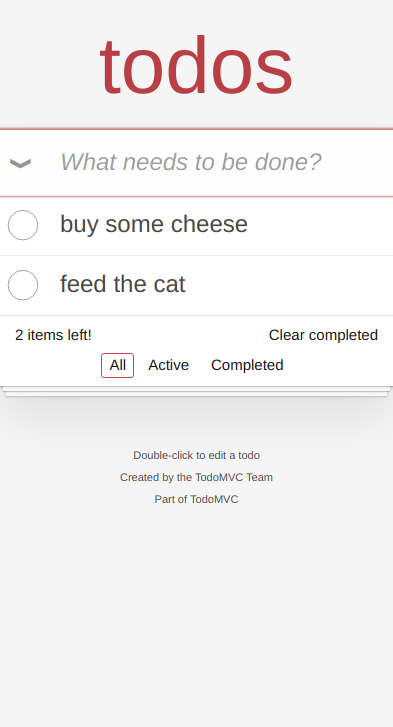 todos
What needs to be done?
buy some cheese
feed the cat
2 items left!
Clear completed
All
Active
Completed
Double-click to edit a todo
Created by the TodoMVC Team
Part of TodoMVC